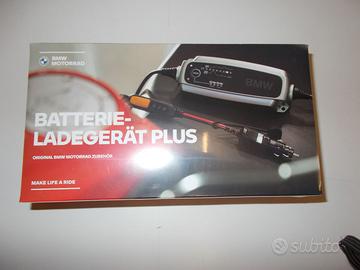 BMW
MOTORRAD
BMW
BATTERIE-
LADEGERÄT PLUS
ORIGINAL BMW MOTORRAD ZUBEHÖR
MAKE LIFE A RIDE
subito